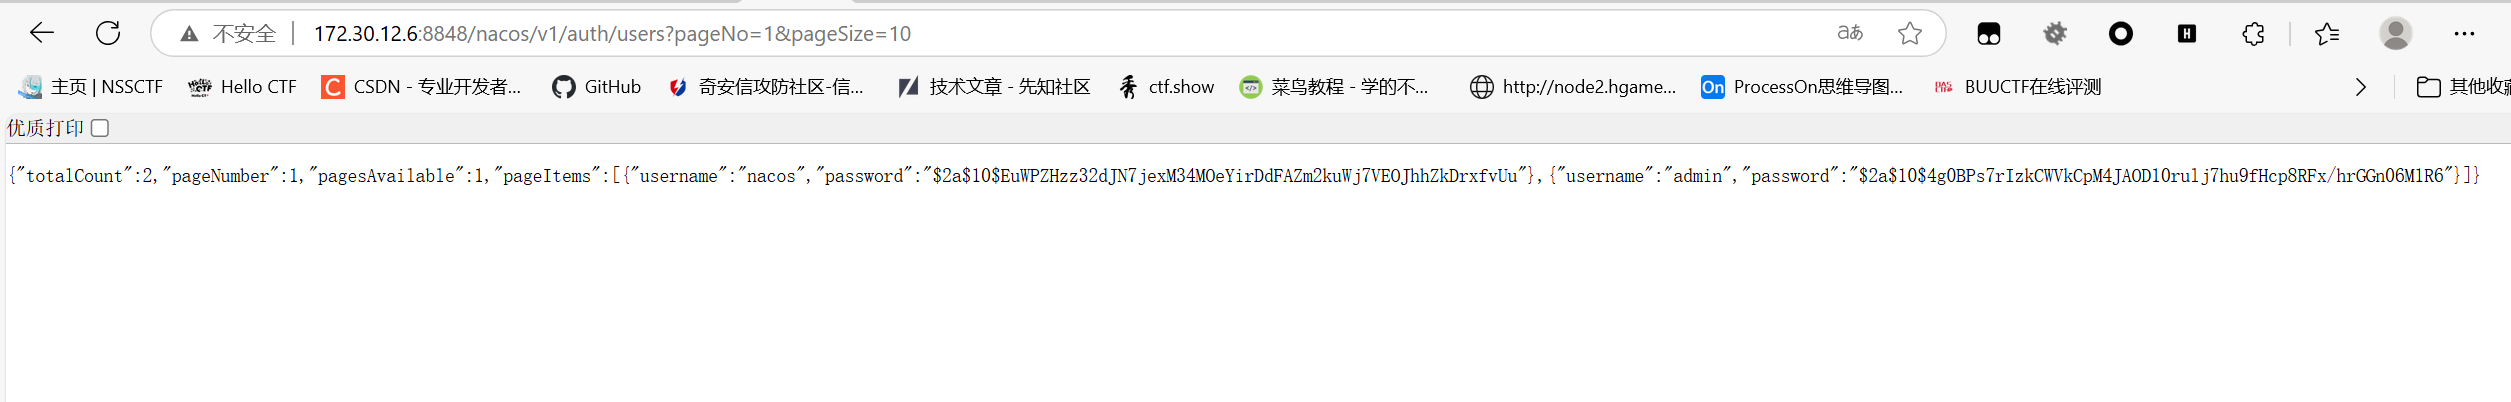 不安全 | 172.30.12.6:8848/nacos/v1/auth/users?pageNo=1&pageSize=10 aあ
主页 | NSSCTF Hello CTF CSDN - 专业开发者... GitHub 奇安信攻防社区-信... 技术文章 - 先知社区 ctf.show 菜鸟教程 - 学的不... http://node2.hgame... On ProcessOn思维导图... BUUCTF在线评测 其他收藏
优质打印
{"totalCount":2,"pageNumber":1,"pagesAvailable":1,"pageItems":[{"username":"nacos","password":"$2a$10$EuWPZHzz32dJN7jexM34MOeYirDdFAZm2kuWj7VEOJhhZkDrxfvUu"},{"username":"admin","password":"$2a$10$4gOBPs7rIzkCWVkCpM4JAOD10rulj7hu9fHcp8RFx/hrGGn06M1R6"}]}